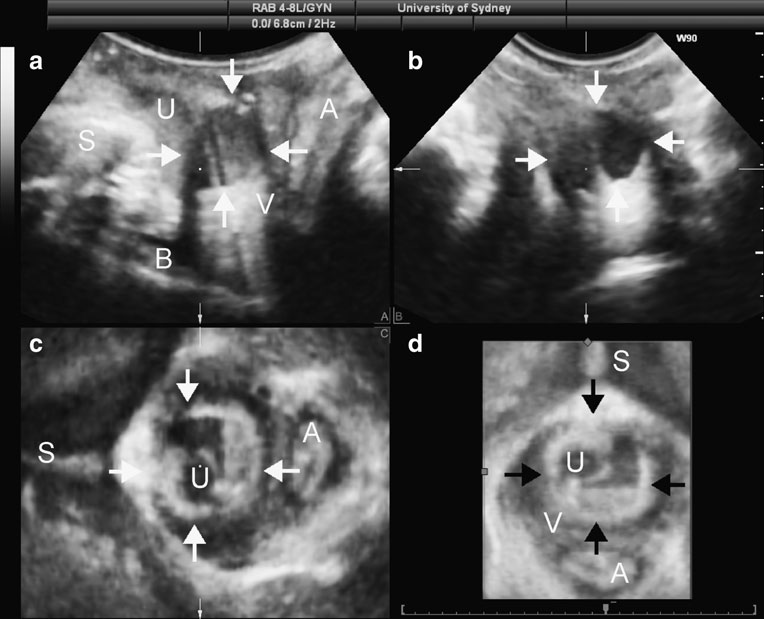 RAB 4-8L/GYN University of Sydney
0.0/ 6.8cm / 2Hz
W90
a
U
A
S
V
B
b
A B
C
c
S
A
U
d
S
U
V
A